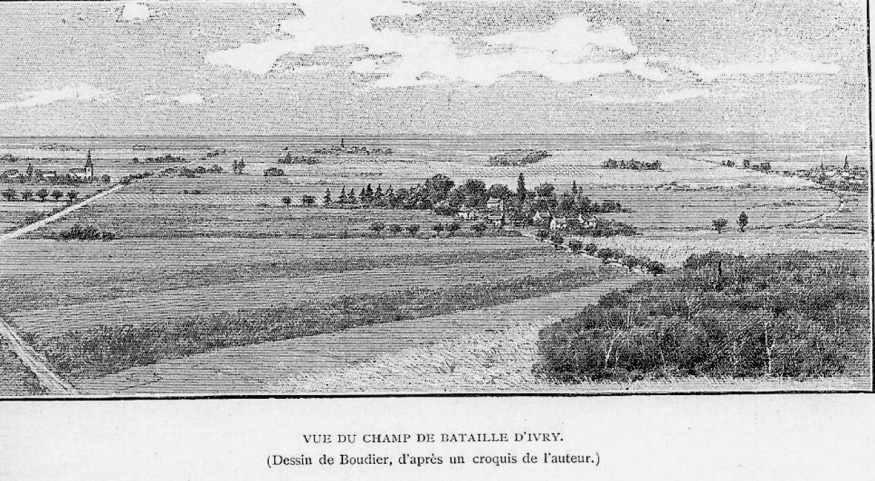 VUE DU CHAMP DE BATAILLE D'IVRY.
(Dessin de Boudier, d'après un croquis de l'auteur.)